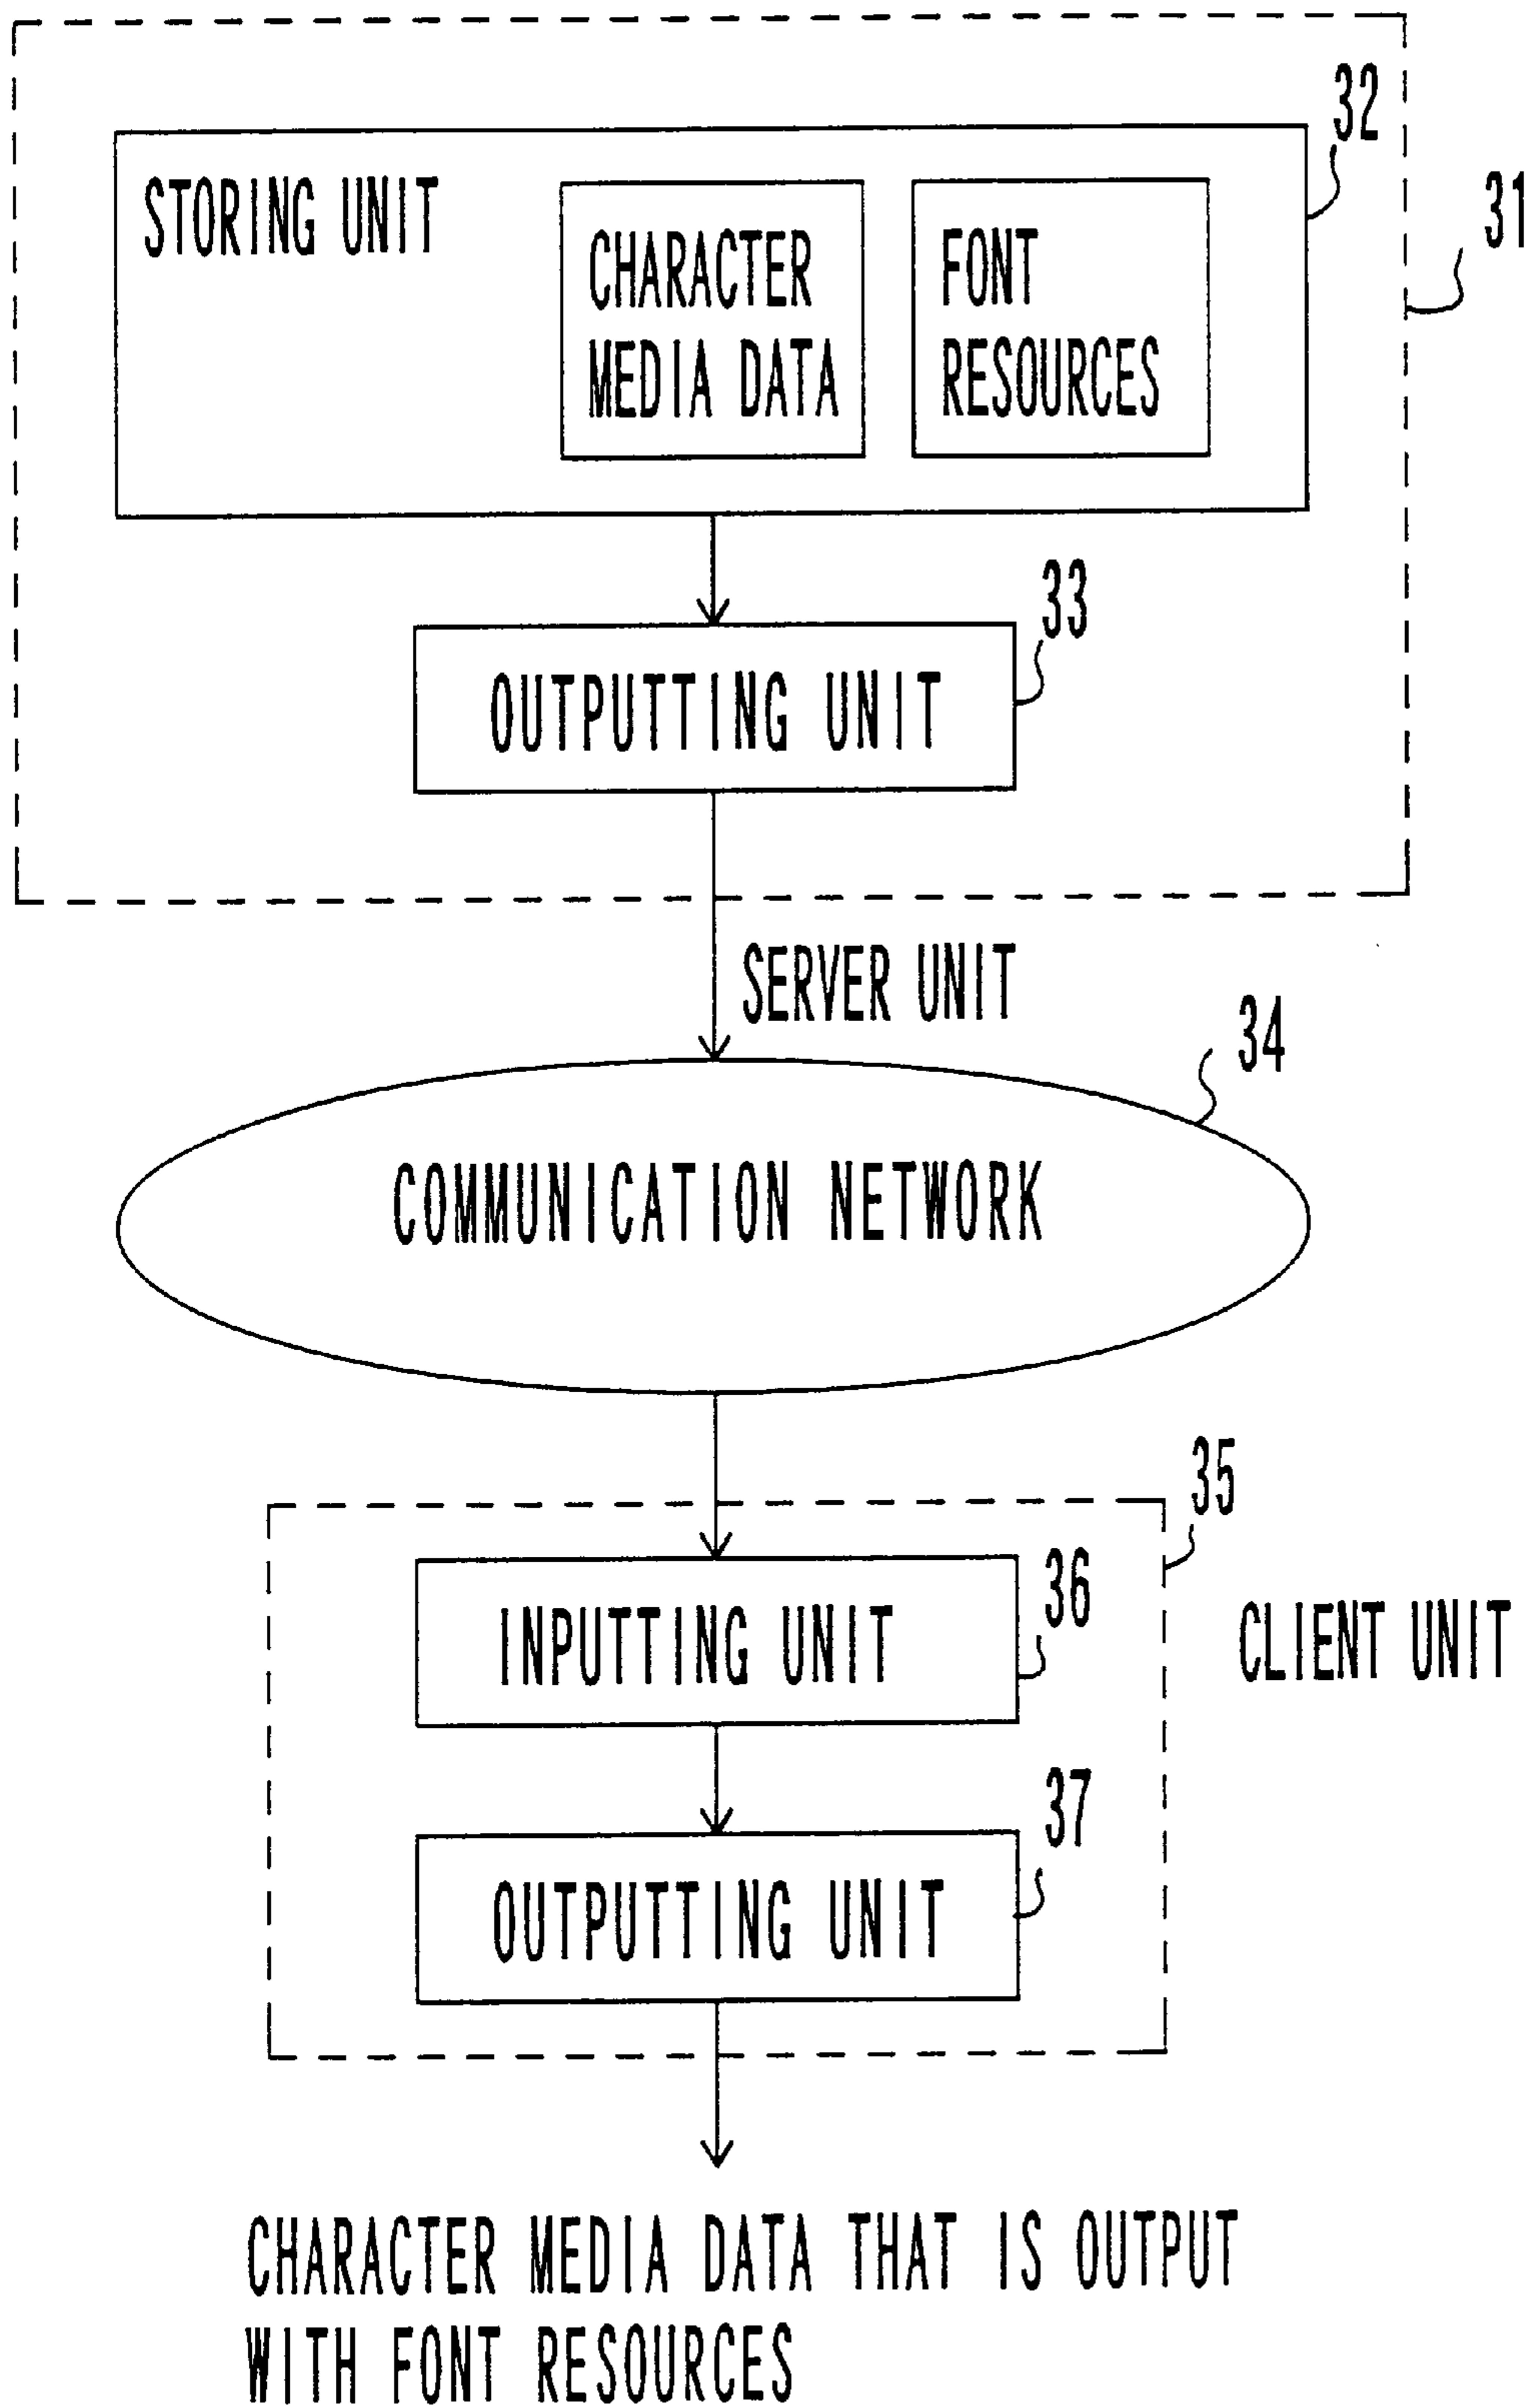 32
31
STORING UNIT
CHARACTER
MEDIA DATA
FONT
RESOURCES
33
OUTPUTTING UNIT
SERVER UNIT
34
COMMUNICATION NETWORK
35
36
INPUTTING UNIT
CLIENT UNIT
37
OUTPUTTING UNIT
CHARACTER MEDIA DATA THAT IS OUTPUT
WITH FONT RESOURCES